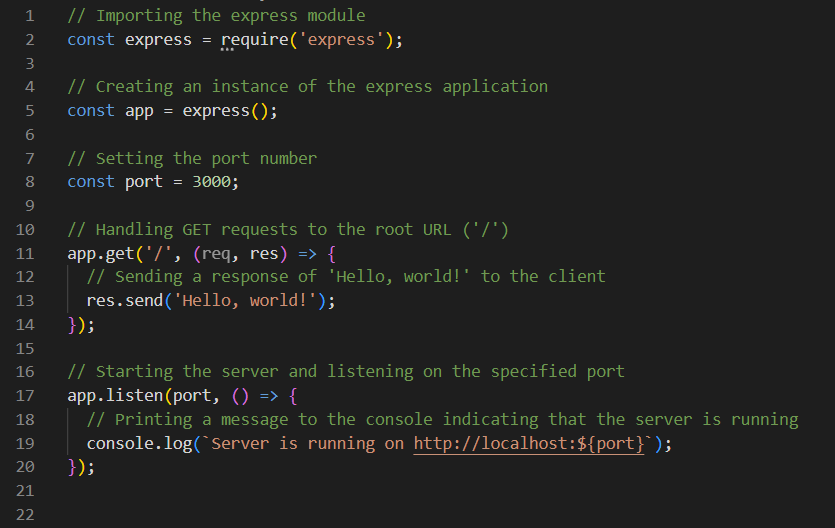 1 // Importing the express module
2 const express = require('express');
3
4 // Creating an instance of the express application
5 const app = express();
6
7 // Setting the port number
8 const port = 3000;
9
10 // Handling GET requests to the root URL ('/')
11 app.get('/', (req, res) => {
12   // Sending a response of 'Hello, world!' to the client
13   res.send('Hello, world!');
14 });
15
16 // Starting the server and listening on the specified port
17 app.listen(port, () => {
18   // Printing a message to the console indicating that the server is running
19   console.log(`Server is running on http://localhost:${port}`);
20 });
21
22